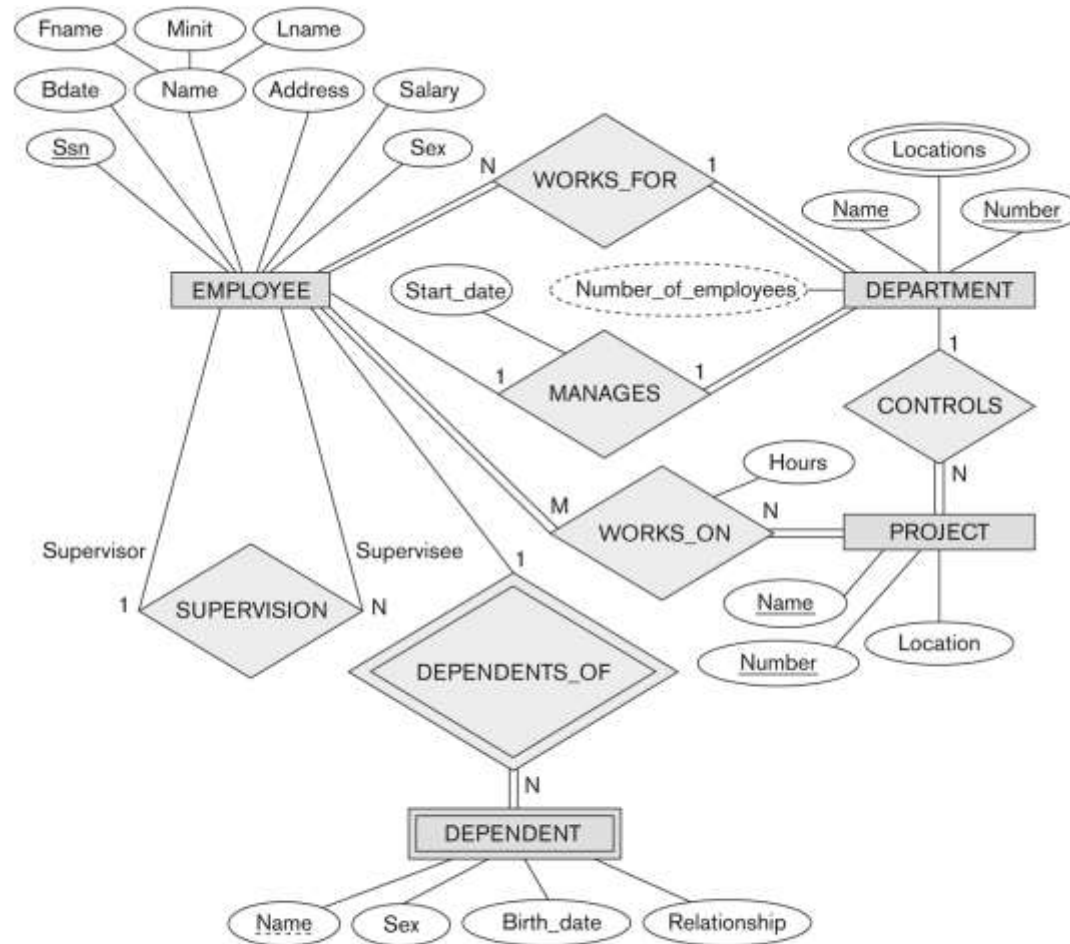 Fname
Minit
Lname
Bdate
Name
Address
Salary
Ssn
Sex
N
WORKS_FOR
1
Locations
Name
Number
EMPLOYEE
Start_date
Number_of_employees
DEPARTMENT
1
MANAGES
1
1
CONTROLS
Hours
N
M
WORKS_ON
N
PROJECT
Supervisor
Supervisee
1
SUPERVISION
N
1
Name
Number
Location
DEPENDENTS_OF
N
DEPENDENT
Name
Sex
Birth_date
Relationship